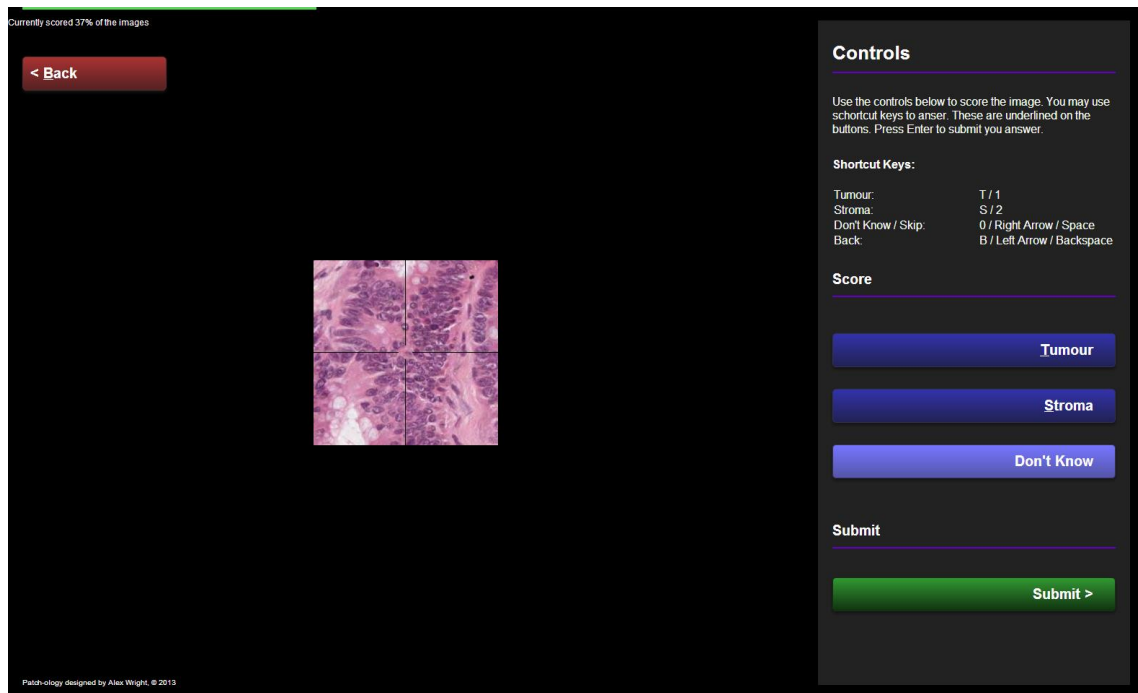 Currently scored 37% of the images
< Back
Controls
Use the controls below to score the image. You may use
schortcut keys to anser. These are underlined on the
buttons. Press Enter to submit you answer.
Shortcut Keys:
Tumour: T / 1
Stroma: S / 2
Don't Know / Skip: 0 / Right Arrow / Space
Back: B / Left Arrow / Backspace
Score
Tumour
Stroma
Don't Know
Submit
Submit >
Patch-ology designed by Alex Wright, © 2013